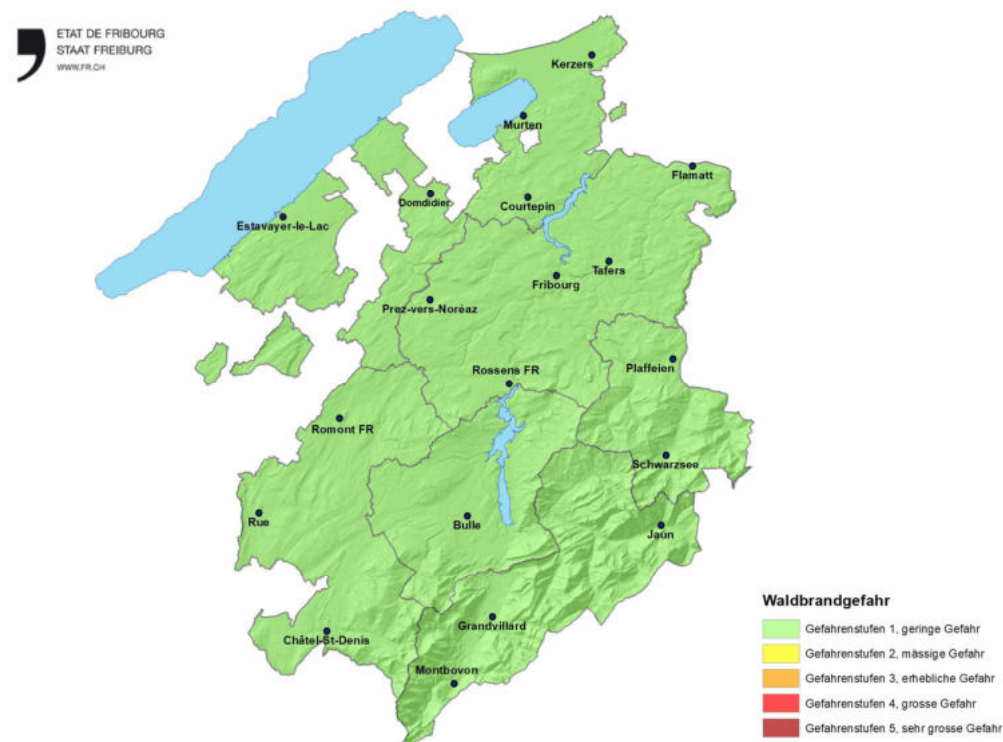 ETAT DE FRIBOURG
STAAT FREIBURG
WWW.FR.CH
Kerzers
Murten
Flamatt
Domdidier
Courtepin
Estavayer-le-Lac
Tafers
Fribourg
Prez-vers-Noréaz
Plaffeien
Rossens FR
Romont FR
Schwarzsee
Rue
Bulle
Jaun
Grandvillard
Châtel-St-Denis
Montbovon
Waldbrandgefahr
Gefahrenstufen 1, geringe Gefahr
Gefahrenstufen 2, mässige Gefahr
Gefahrenstufen 3, erhebliche Gefahr
Gefahrenstufen 4, grosse Gefahr
Gefahrenstufen 5, sehr grosse Gefahr